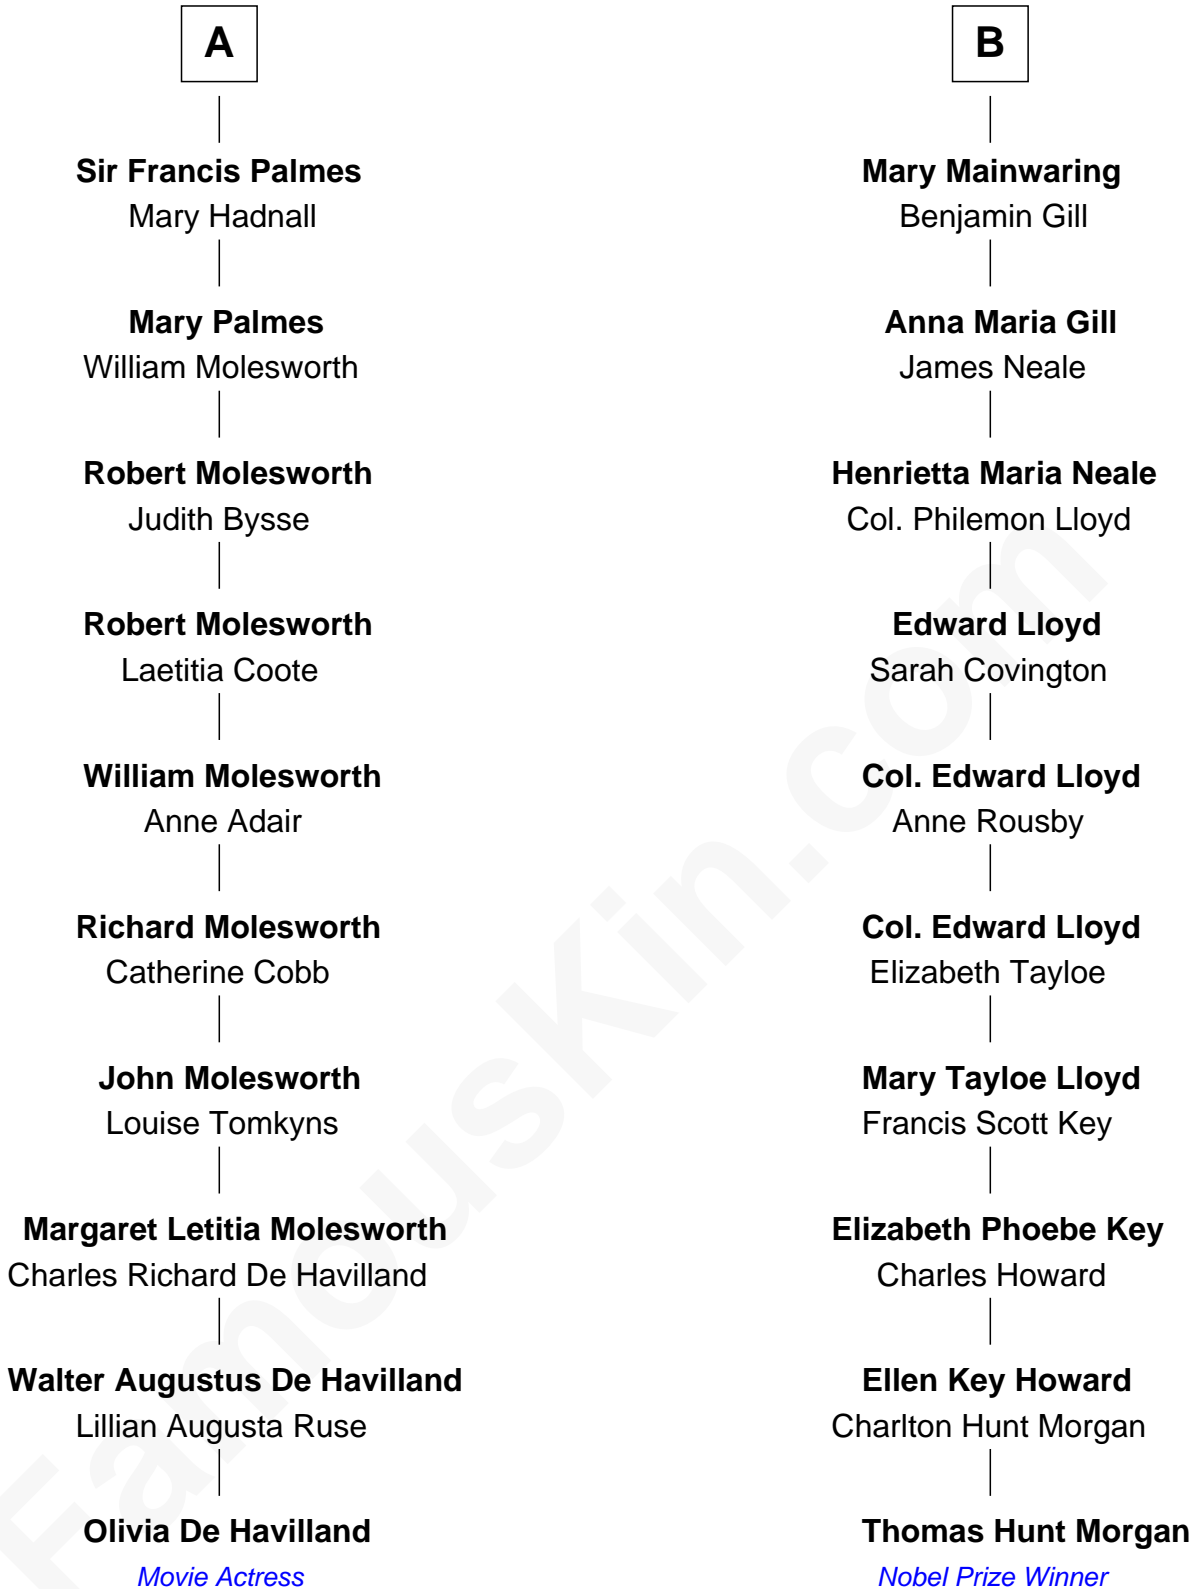 A
Sir Francis Palmes
Mary Hadnall
Mary Palmes
William Molesworth
Robert Molesworth
Judith Bysse
Robert Molesworth
Laetitia Coote
William Molesworth
Anne Adair
Richard Molesworth
Catherine Cobb
John Molesworth
Louise Tomkyns
Margaret Letitia Molesworth
Charles Richard De Havilland
Walter Augustus De Havilland
Lillian Augusta Ruse
Olivia De Havilland
Movie Actress
B
Mary Mainwaring
Benjamin Gill
Anna Maria Gill
James Neale
Henrietta Maria Neale
Col. Philemon Lloyd
Edward Lloyd
Sarah Covington
Col. Edward Lloyd
Anne Rousby
Col. Edward Lloyd
Elizabeth Tayloe
Mary Tayloe Lloyd
Francis Scott Key
Elizabeth Phoebe Key
Charles Howard
Ellen Key Howard
Charlton Hunt Morgan
Thomas Hunt Morgan
Nobel Prize Winner
FamousKin.com